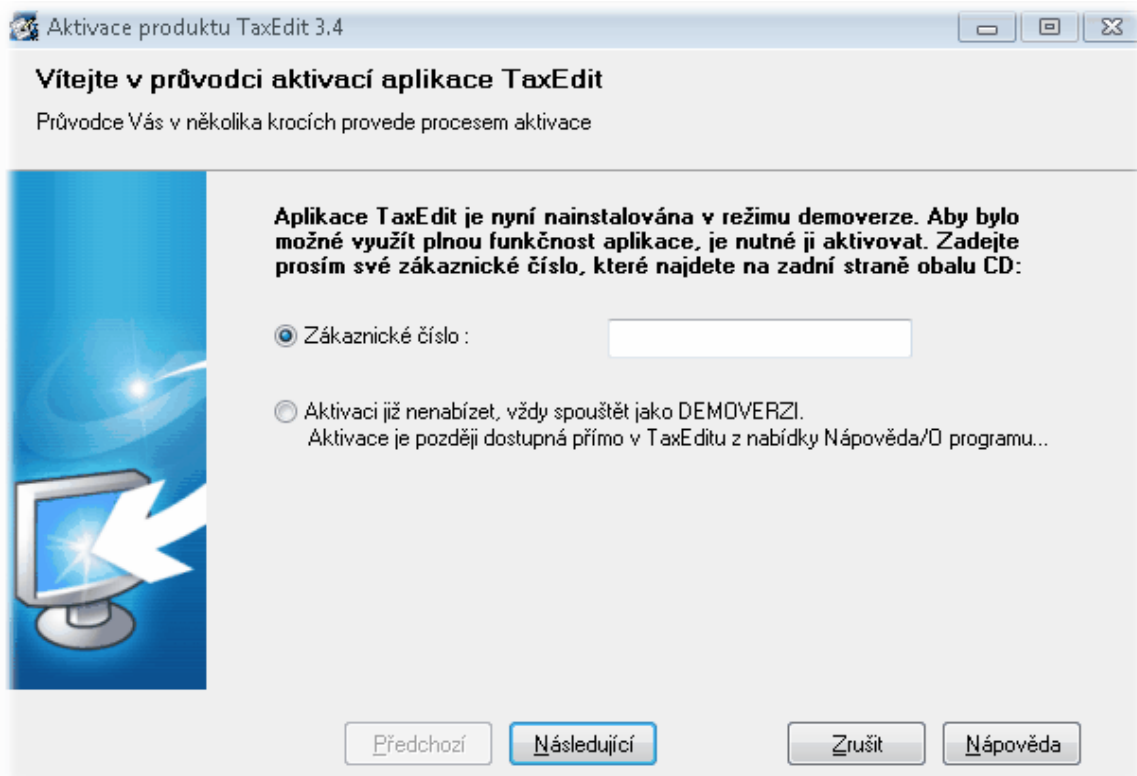 Aktivace produktu TaxEdit 3.4
Vítejte v průvodci aktivací aplikace TaxEdit
Průvodce Vás v několika krocích provede procesem aktivace
Aplikace TaxEdit je nyní nainstalována v režimu demoverze. Aby bylo
možné využít plnou funkčnost aplikace, je nutné ji aktivovat. Zadejte
prosím své zákaznické číslo, které najdete na zadní straně obalu CD:
Zákaznické číslo :
Aktivaci již nenabízet, vždy spouštět jako DEMOVERZI.
Aktivace je později dostupná přímo v TaxEditu z nabídky Nápověda/O programu...
Předchozí
Následující
Zrušit
Nápověda